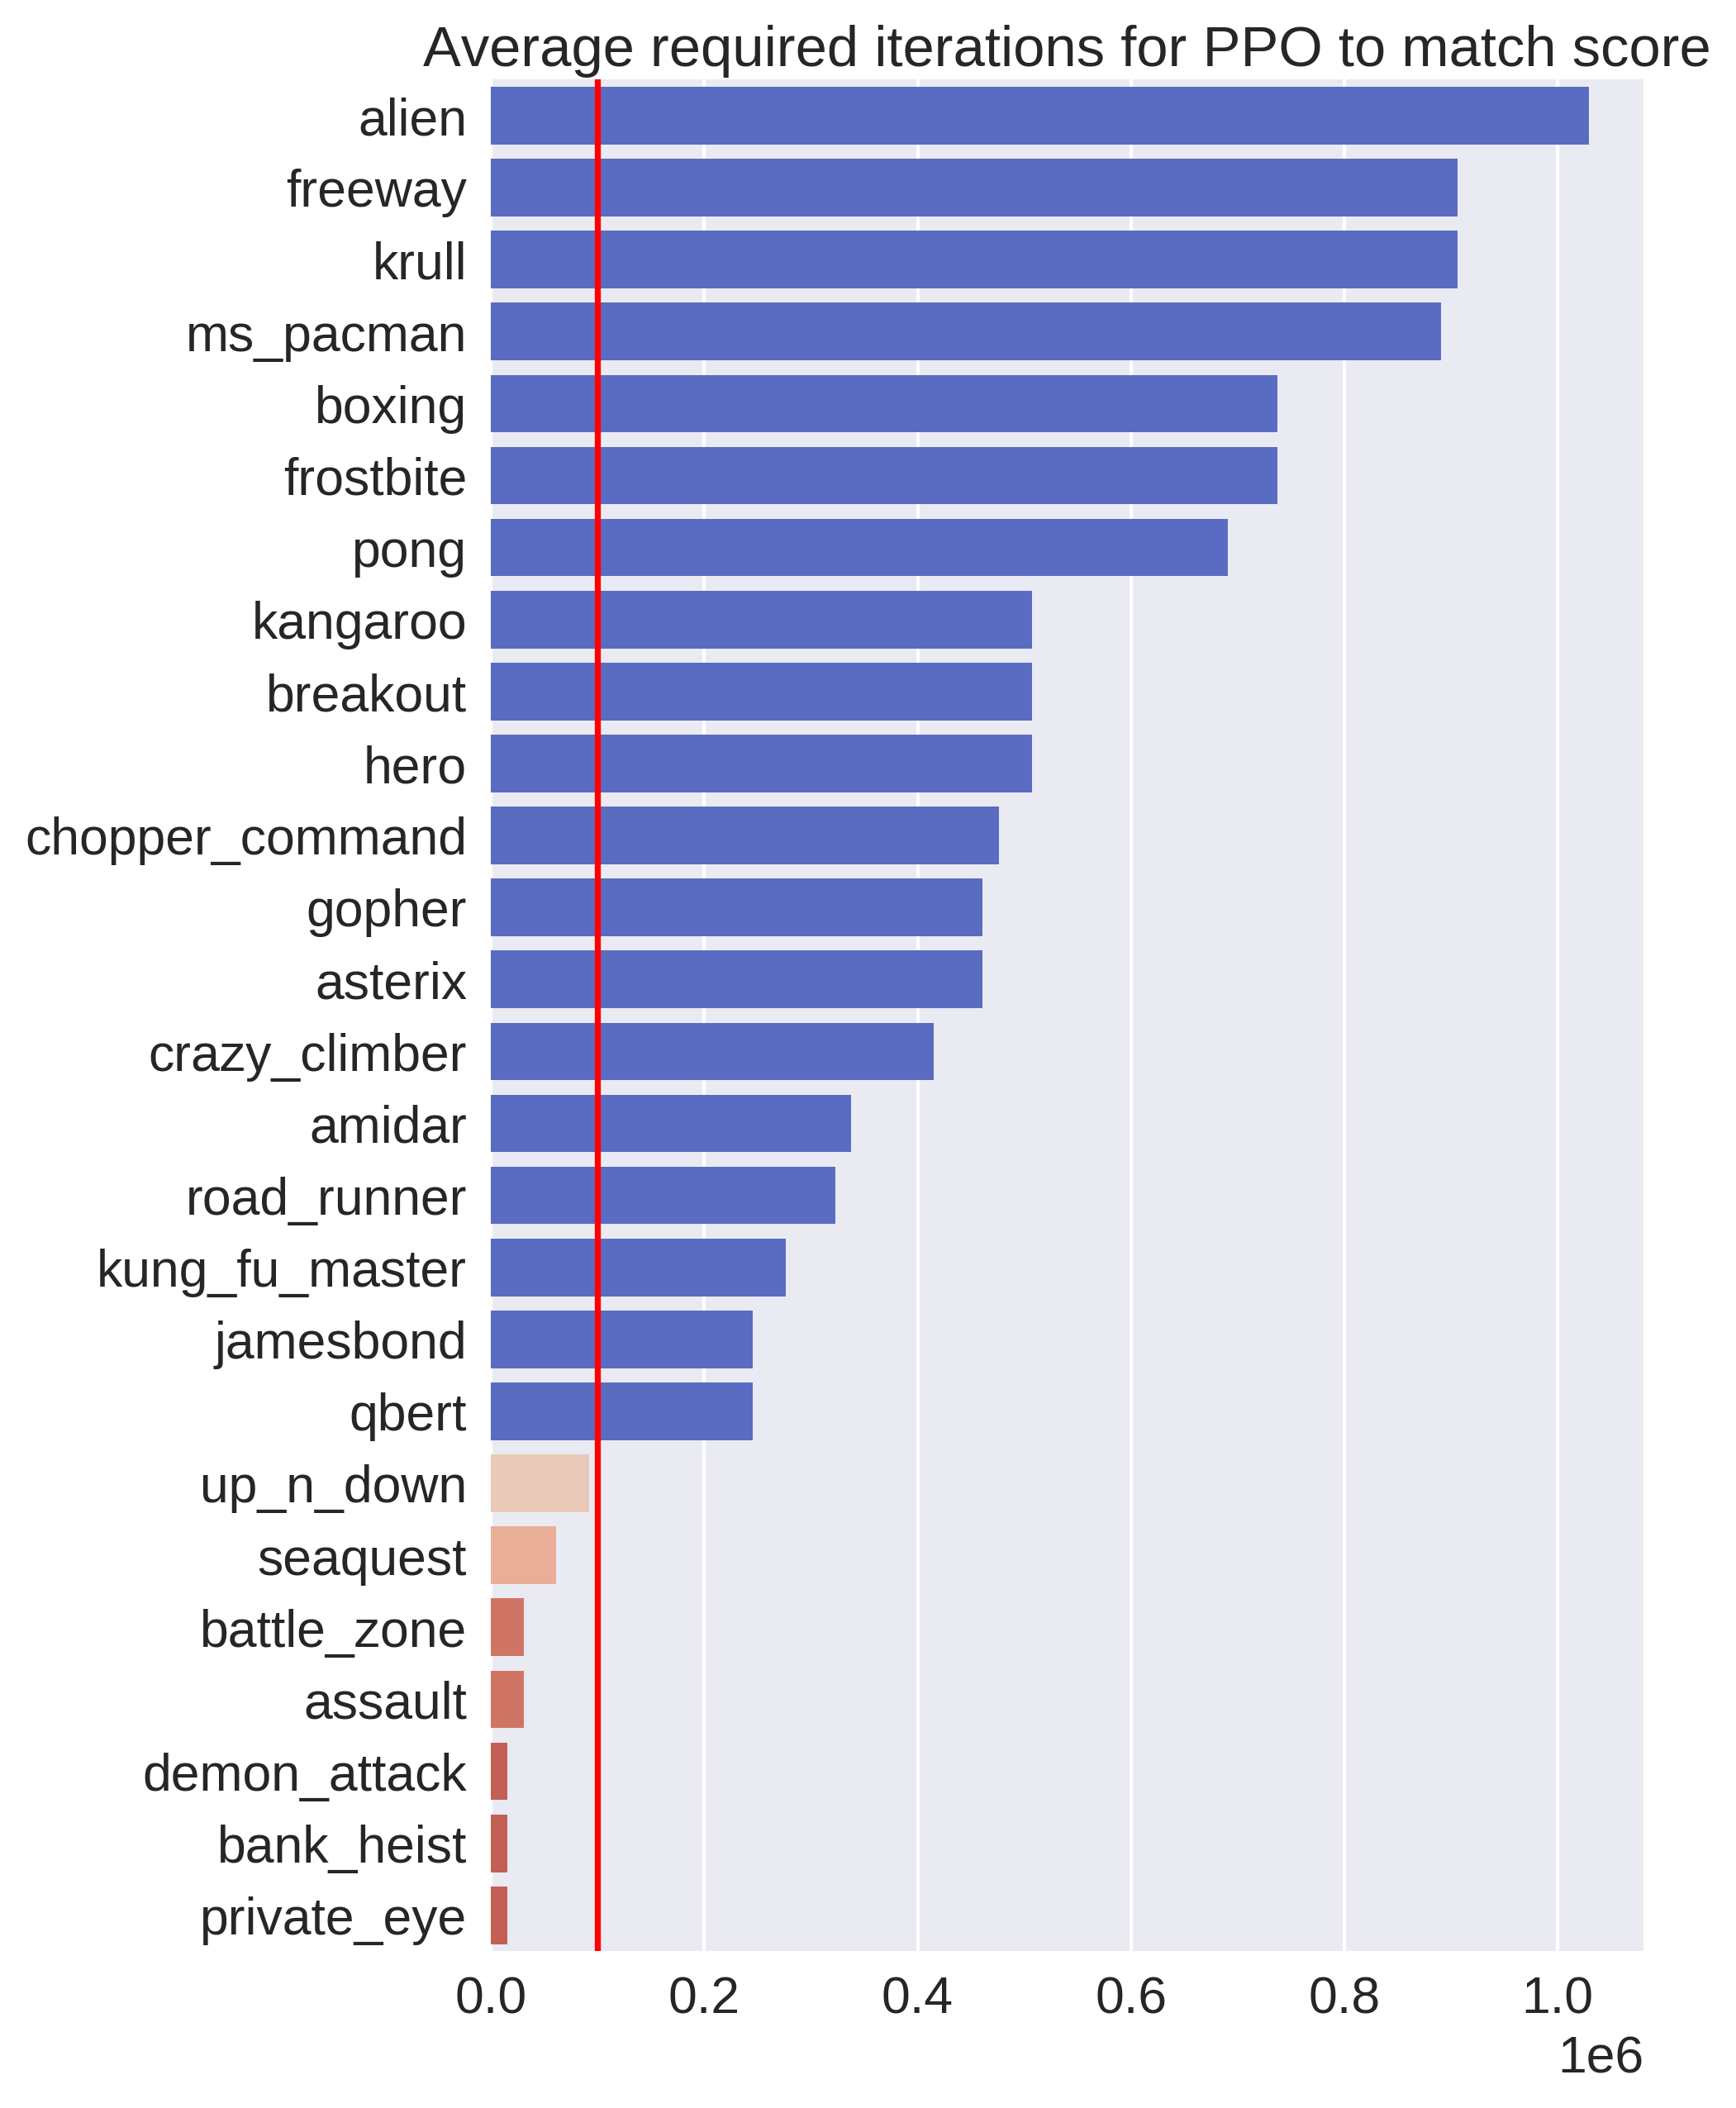 Average required iterations for PPO to match score
alien
freeway
krull
ms_pacman
boxing
frostbite
pong
kangaroo
breakout
hero
chopper_command
gopher
asterix
crazy_climber
amidar
road_runner
kung_fu_master
jamesbond
qbert
up_n_down
seaquest
battle_zone
assault
demon_attack
bank_heist
private_eye
0.0 0.2 0.4 0.6 0.8 1.0
1e6